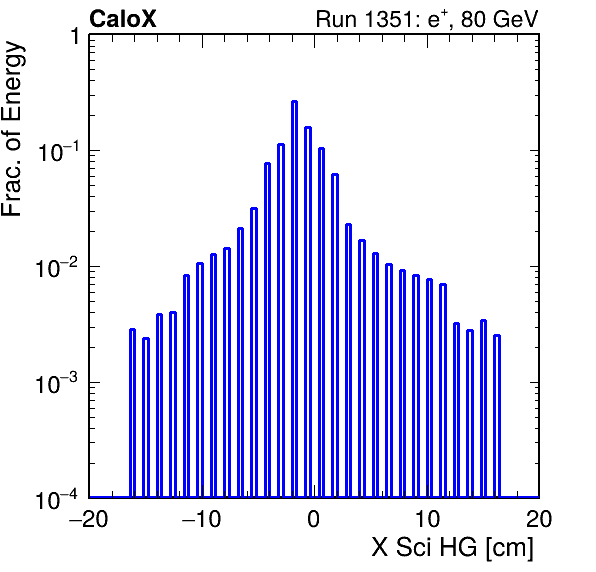 CaloX Run 1351: e⁺, 80 GeV
Frac. of Energy
1
10⁻¹
10⁻²
10⁻³
10⁻⁴
−20 −10 0 10 20
X Sci HG [cm]